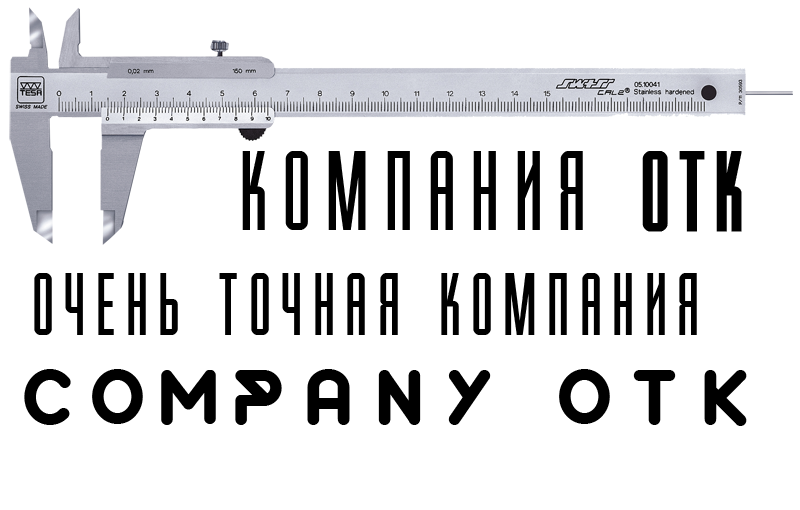 0,02 mm 150 mm
TESA
SWISS MADE
0 1 2 3 4 5 6 7 8 9 10 11 12 13 14 15
SWISS CAL2® 05.10041
Stainless hardened
0 1 2 3 4 5 6 7 8 9 10
КОМПАНИЯ ОТК
ОЧЕНЬ ТОЧНАЯ КОМПАНИЯ
COMPANY OTK